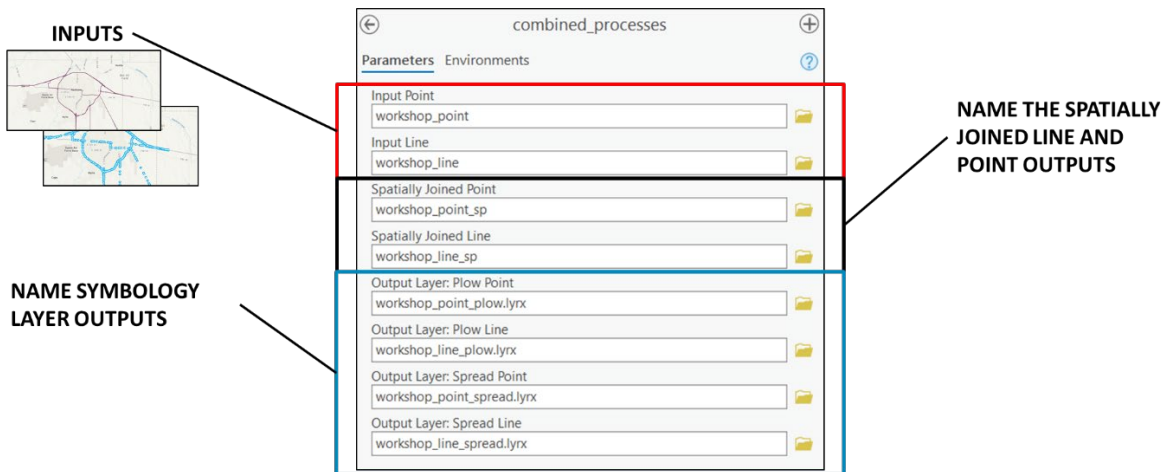 INPUTS
combined_processes
Parameters Environments
Input Point
workshop_point
Input Line
workshop_line
Spatially Joined Point
workshop_point_sp
Spatially Joined Line
workshop_line_sp
Output Layer: Plow Point
workshop_point_plow.lyrx
Output Layer: Plow Line
workshop_line_plow.lyrx
Output Layer: Spread Point
workshop_point_spread.lyrx
Output Layer: Spread Line
workshop_line_spread.lyrx
NAME THE SPATIALLY
JOINED LINE AND
POINT OUTPUTS
NAME SYMBOLOGY
LAYER OUTPUTS